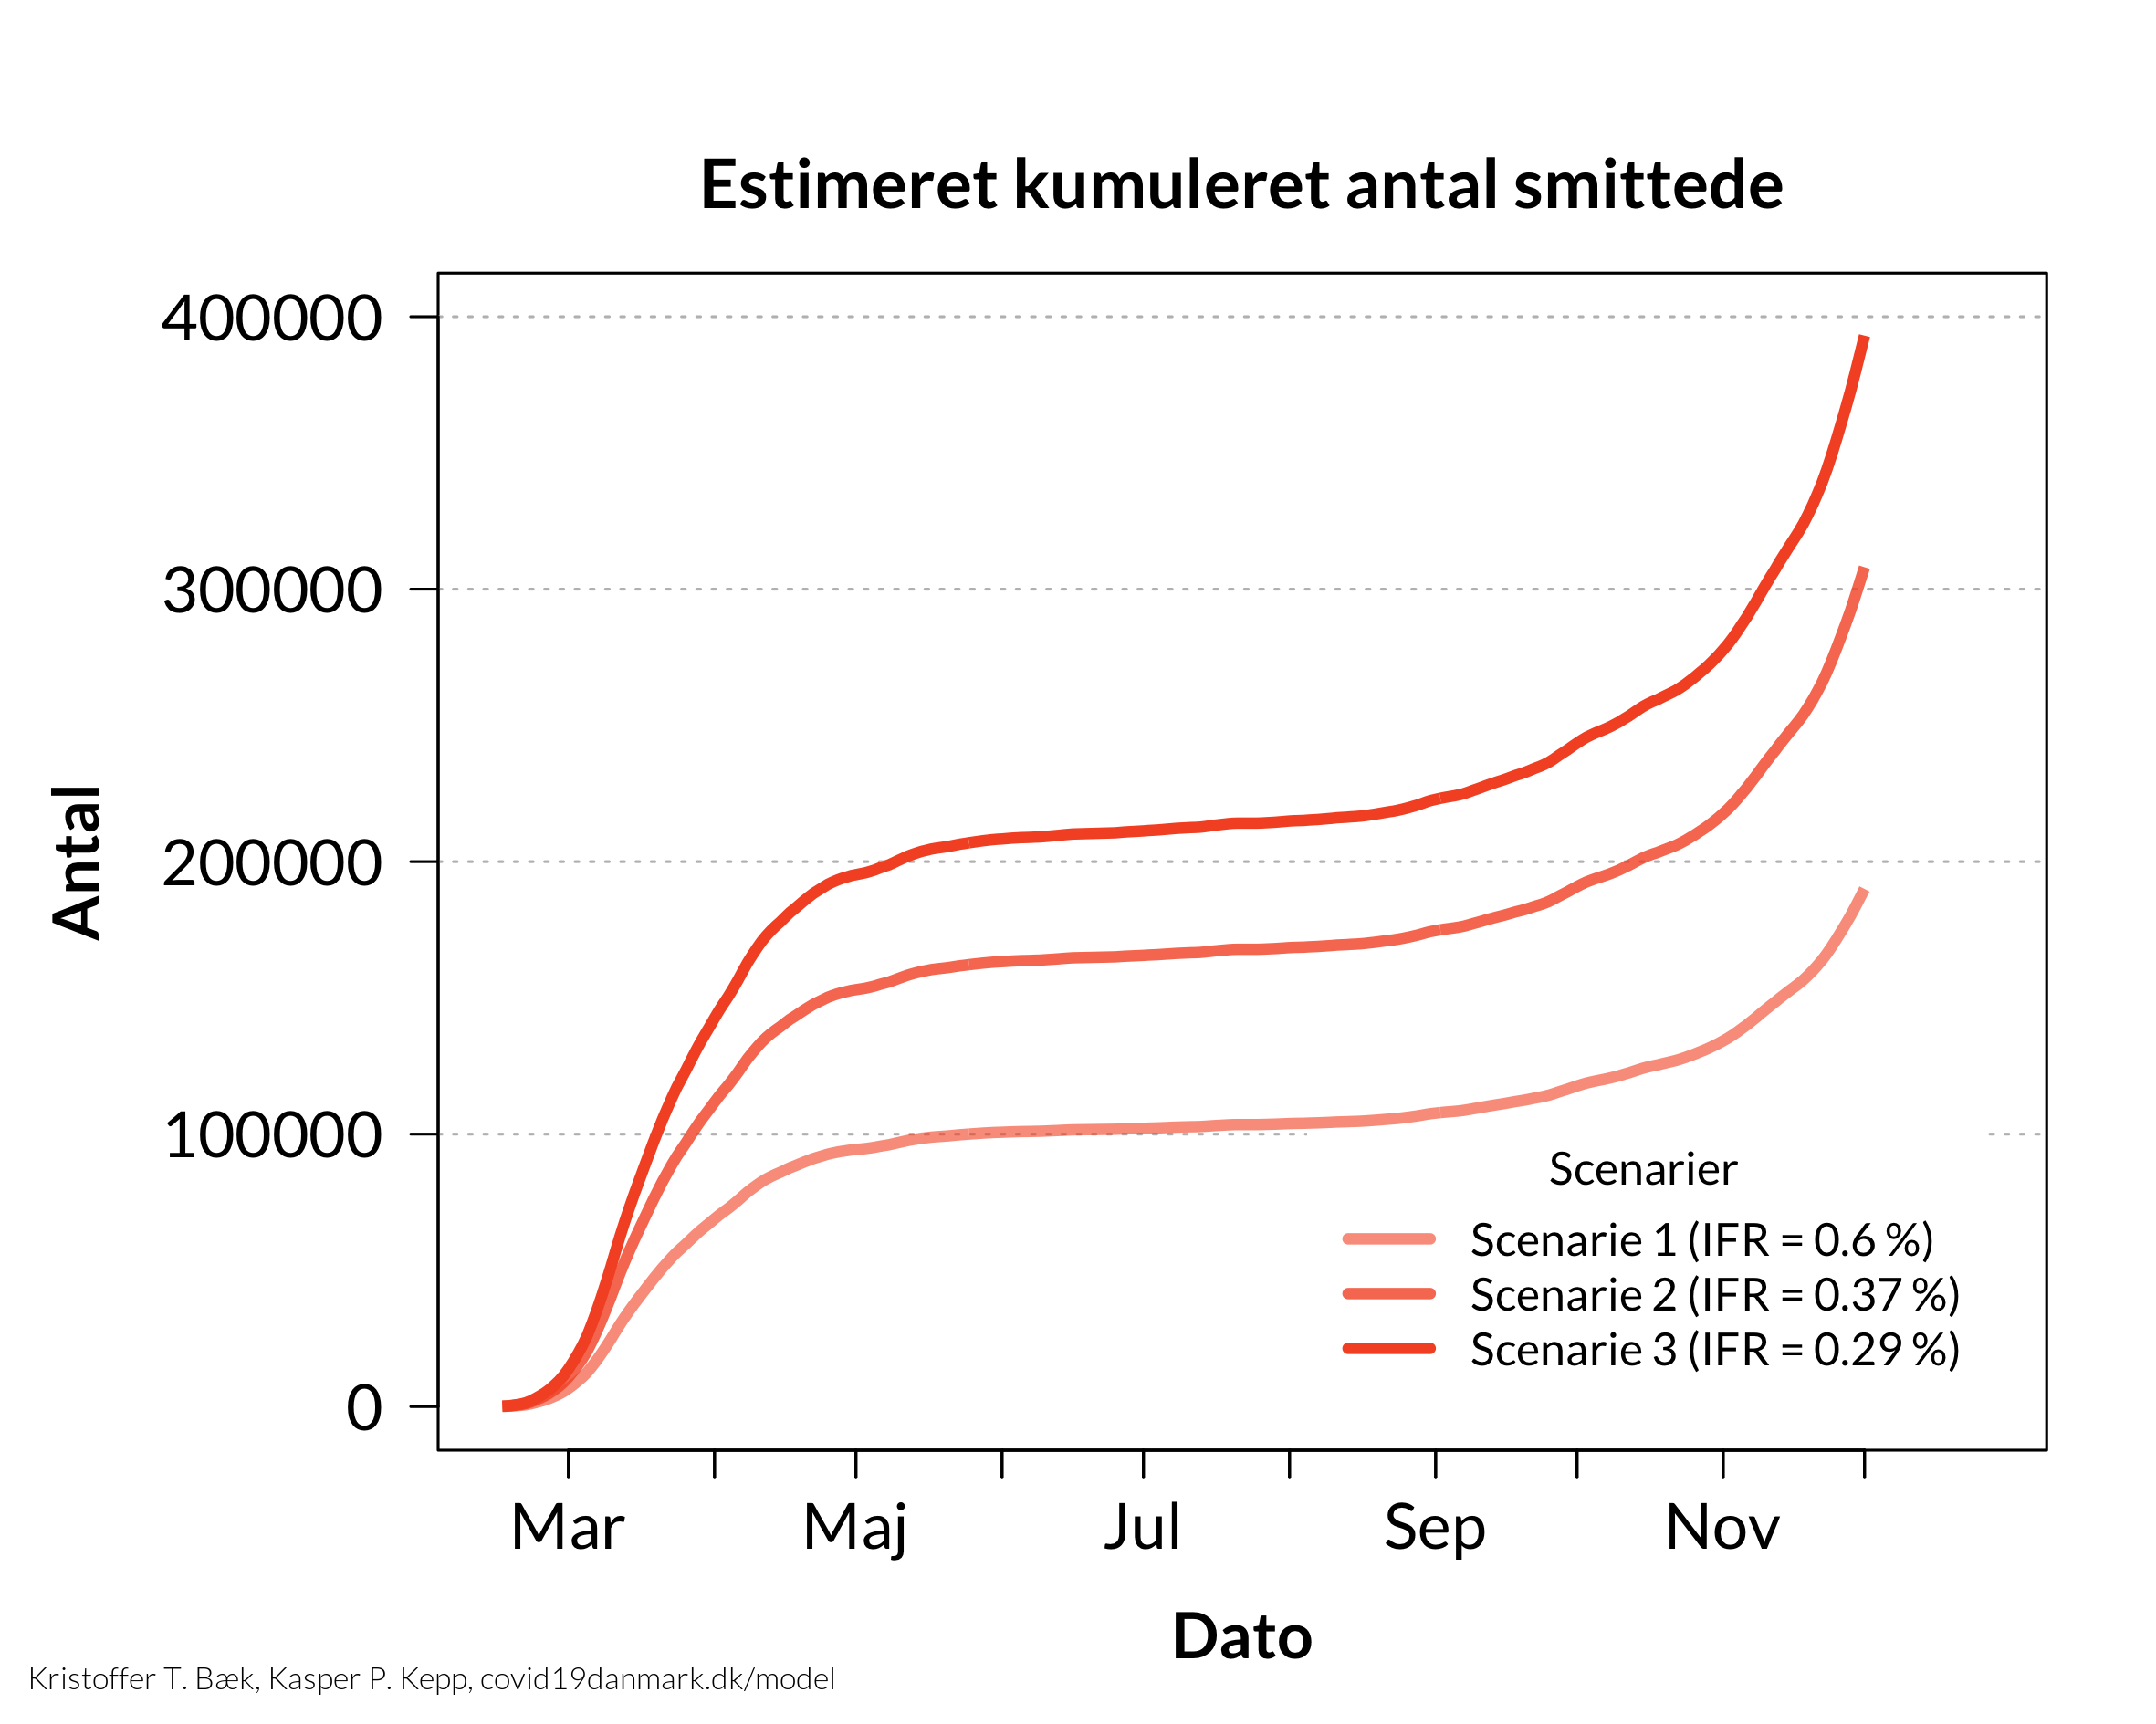 Estimeret kumuleret antal smittede
400000
300000
200000
100000
0
Antal
Scenarier
Scenarie 1 (IFR = 0.6 %)
Scenarie 2 (IFR = 0.37 %)
Scenarie 3 (IFR = 0.29 %)
Mar Maj Jul Sep Nov
Dato
Kristoffer T. Bæk, Kasper P. Kepp, covid19danmark.dk/model